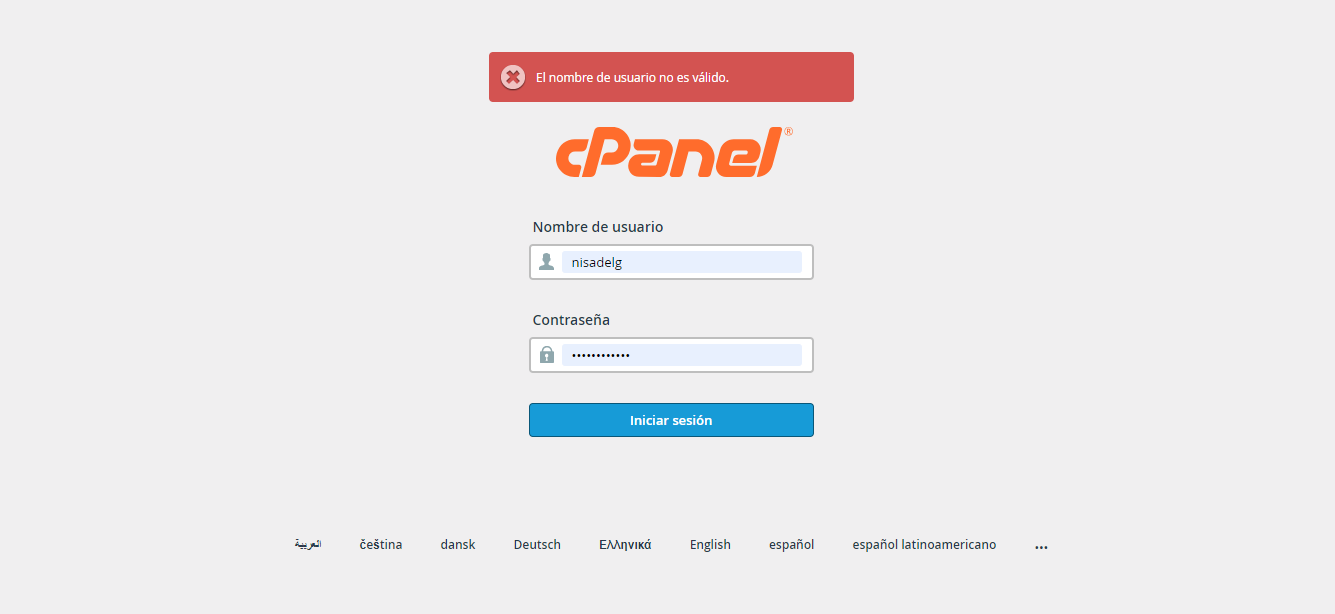 El nombre de usuario no es válido.
cPanel®
Nombre de usuario
nisadelg
Contraseña
••••••••••••
Iniciar sesión
العربية čeština dansk Deutsch Ελληνικά English español español latinoamericano ...